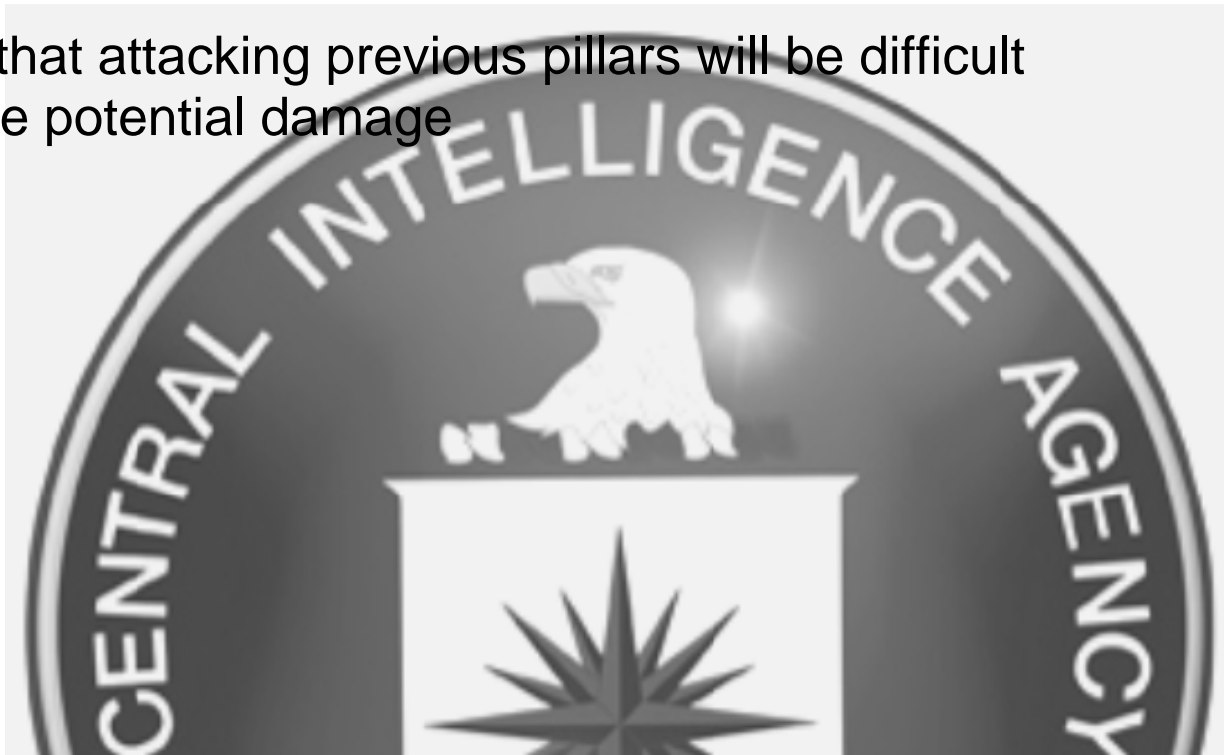 that attacking previous pillars will be difficult
e potential damage
CENTRAL INTELLIGENCE AGENCY